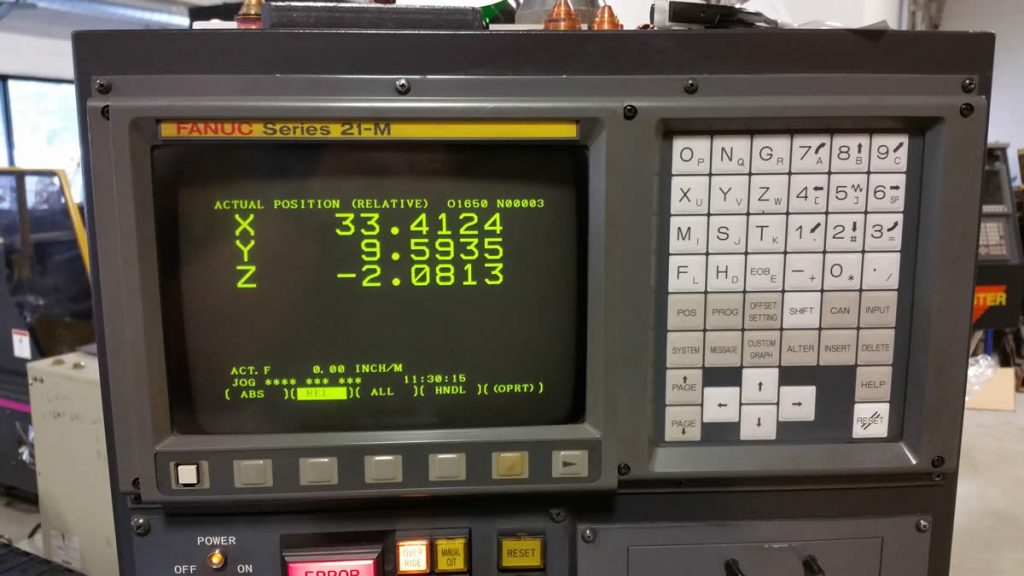 FANUC Series 21-M
ACTUAL POSITION (RELATIVE) O1650 N00003
X 33.4124
Y 9.5935
Z -2.0813
ACT.F 0.00 INCH/M
JOG **** *** *** 11:30:15
( ABS )( REL )( ALL )( HNDL )( (OPRT) )
O P N Q G R 7 A 8 B 9 C
X U Y V Z W 4 [ 5 ] 6 SP
M I S J T K 1 , 2 # 3 =
F L H D EOB E - + 0 * . /
POS PROG OFFSET SETTING SHIFT CAN INPUT
SYSTEM MESSAGE CUSTOM GRAPH ALTER INSERT DELETE
PAGE HELP
PAGE RESET
POWER
OFF ON
ERROR
OVER RIDE
MANUAL CUT
RESET
STER